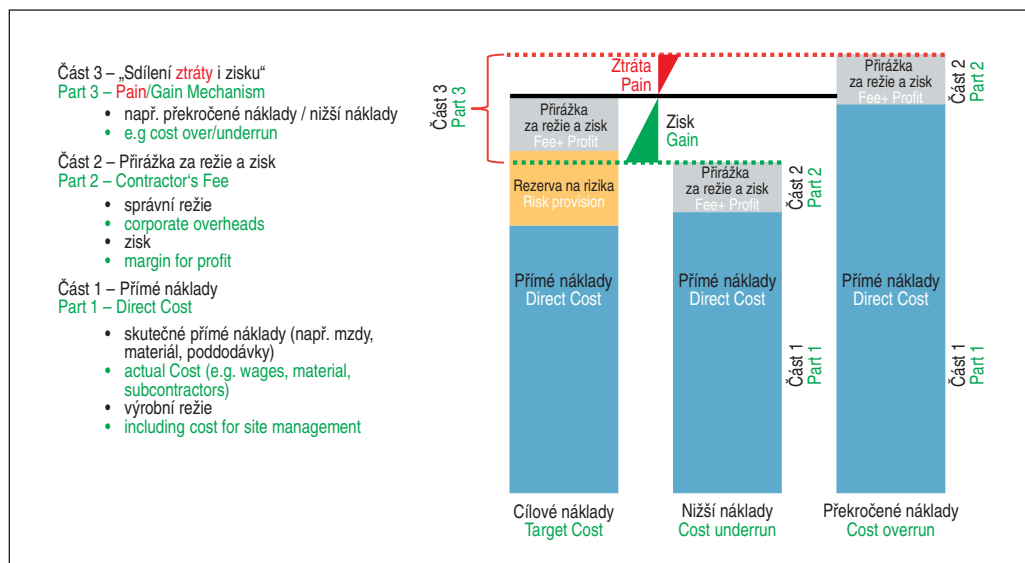 Část 3 – „Sdílení ztráty i zisku“
Part 3 – Pain/Gain Mechanism
• např. překročené náklady / nižší náklady
• e.g cost over/underrun
Část 2 – Přirážka za režie a zisk
Part 2 – Contractor‘s Fee
• správní režie
• corporate overheads
• zisk
• margin for profit
Část 1 – Přímé náklady
Part 1 – Direct Cost
• skutečné přímé náklady (např. mzdy,
materiál, poddodávky)
• actual Cost (e.g. wages, material,
subcontractors)
• výrobní režie
• including cost for site management
Část 3
Part 3
Přirážka
za režie a zisk
Fee+ Profit
Rezerva na rizika
Risk provision
Přímé náklady
Direct Cost
Cílové náklady
Target Cost
Ztráta
Pain
Zisk
Gain
Přirážka
za režie a zisk
Fee+ Profit
Část 2
Part 2
Přímé náklady
Direct Cost
Část 1
Part 1
Nižší náklady
Cost underrun
Přirážka
za režie a zisk
Fee+ Profit
Část 2
Part 2
Přímé náklady
Direct Cost
Část 1
Part 1
Překročené náklady
Cost overrun